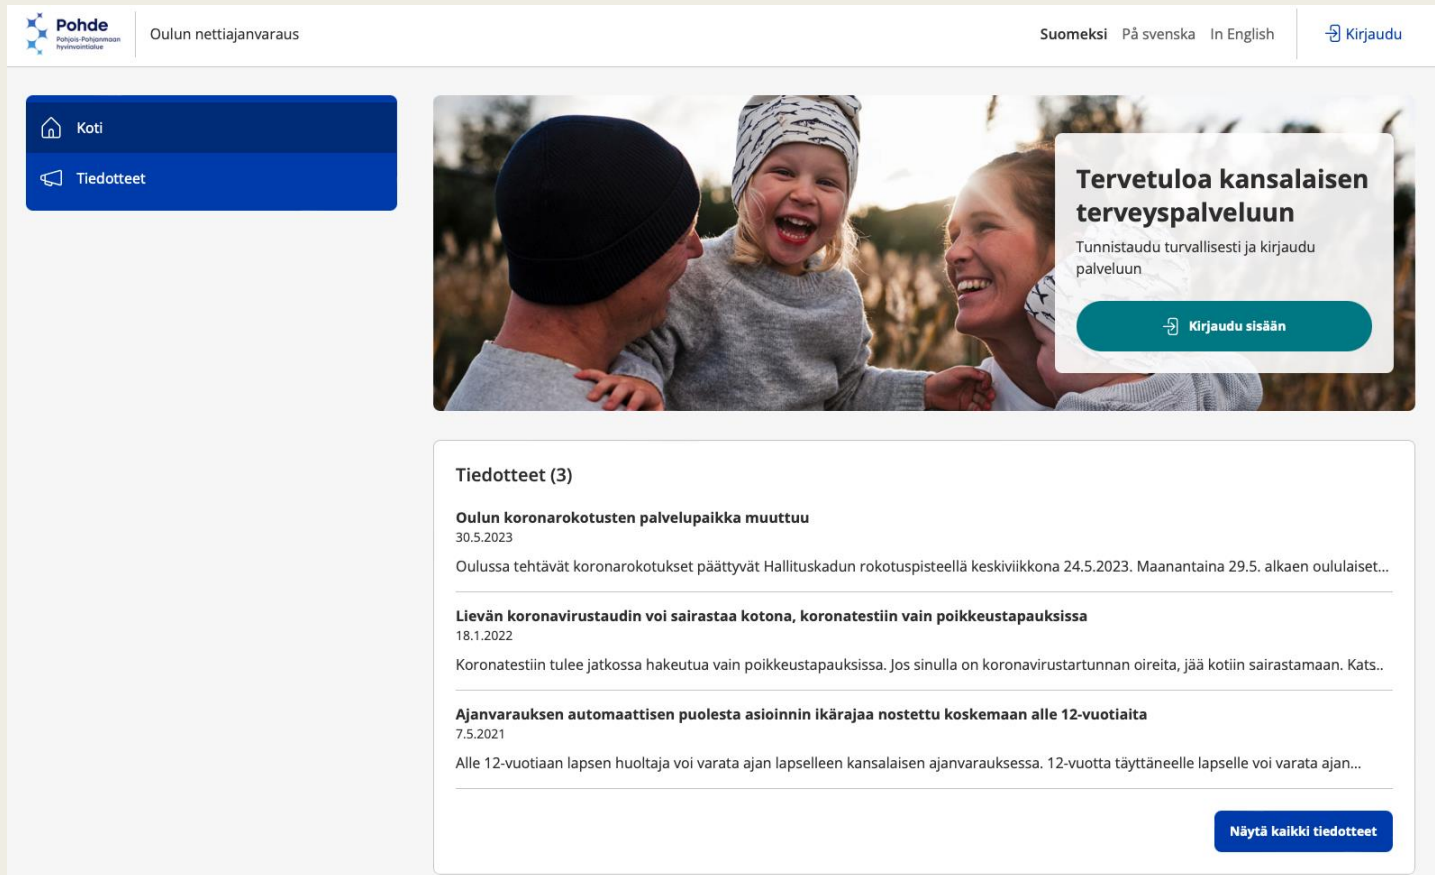 Pohde
Pohjois-Pohjanmaan
hyvinvointialue
Oulun nettiajanvaraus
Suomeksi På svenska In English
Kirjaudu
Koti
Tiedotteet
Tervetuloa kansalaisen
terveyspalveluun
Tunnistaudu turvallisesti ja kirjaudu
palveluun
Kirjaudu sisään
Tiedotteet (3)
Oulun koronarokotusten palvelupaikka muuttuu
30.5.2023
Oulussa tehtävät koronarokotukset päättyvät Hallituskadun rokotuspisteellä keskiviikkona 24.5.2023. Maanantaina 29.5. alkaen oululaiset...
Lievän koronavirustaudin voi sairastaa kotona, koronatestiin vain poikkeustapauksissa
18.1.2022
Koronatestiin tulee jatkossa hakeutua vain poikkeustapauksissa. Jos sinulla on koronavirustartunnan oireita, jää kotiin sairastamaan. Kats..
Ajanvarauksen automaattisen puolesta asioinnin ikärajaa nostettu koskemaan alle 12-vuotiaita
7.5.2021
Alle 12-vuotiaan lapsen huoltaja voi varata ajan lapselleen kansalaisen ajanvarauksessa. 12-vuotta täyttäneelle lapselle voi varata ajan...
Näytä kaikki tiedotteet